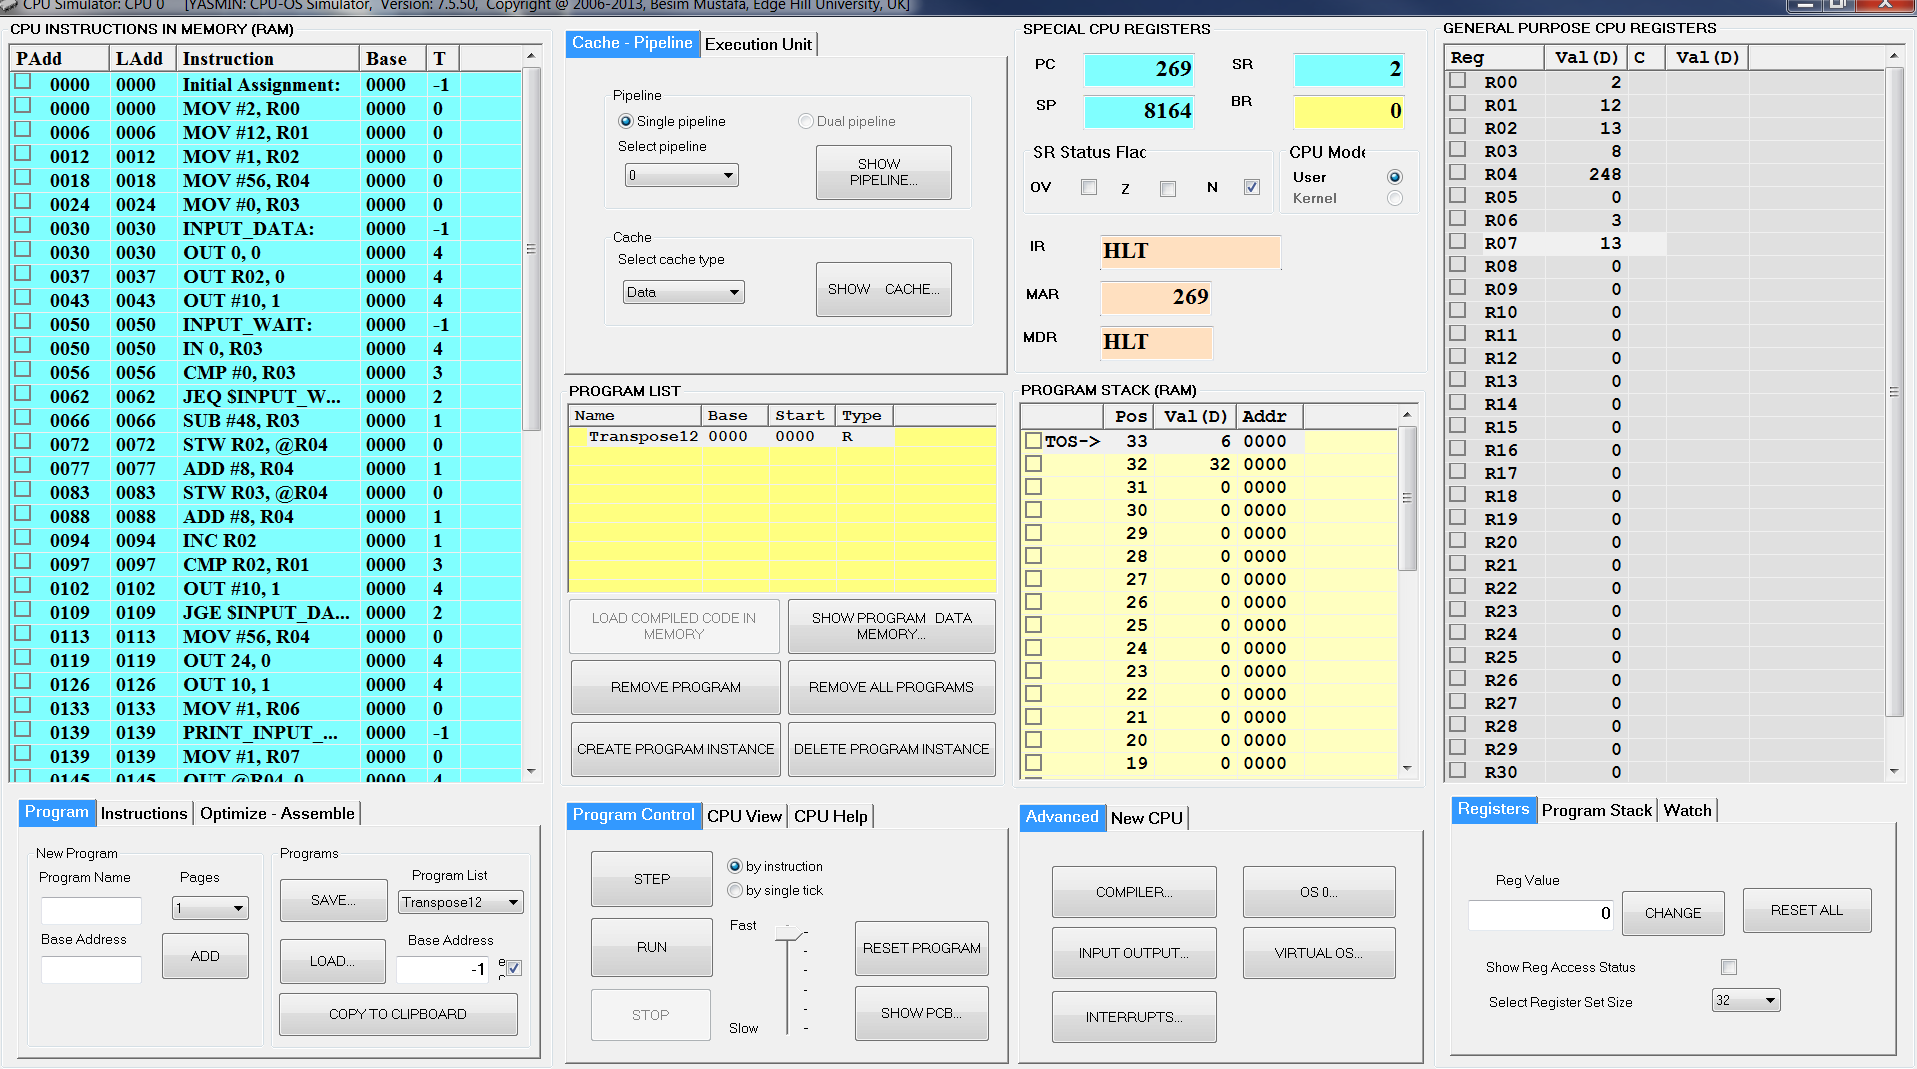 CPU Simulator: CPU 0 [YASMIN: CPU-OS Simulator, Version: 7.5.50, Copyright @ 2006-2013, Besim Mustafa, Edge Hill University, UK]
CPU INSTRUCTIONS IN MEMORY (RAM)
PAdd LAdd Instruction Base T
0000 0000 Initial Assignment: 0000 -1
0000 0000 MOV #2, R00 0000 0
0006 0006 MOV #12, R01 0000 0
0012 0012 MOV #1, R02 0000 0
0018 0018 MOV #56, R04 0000 0
0024 0024 MOV #0, R03 0000 0
0030 0030 INPUT_DATA: 0000 -1
0030 0030 OUT 0, 0 0000 4
0037 0037 OUT R02, 0 0000 4
0043 0043 OUT #10, 1 0000 4
0050 0050 INPUT_WAIT: 0000 -1
0050 0050 IN 0, R03 0000 4
0056 0056 CMP #0, R03 0000 3
0062 0062 JEQ $INPUT_W... 0000 2
0066 0066 SUB #48, R03 0000 1
0072 0072 STW R02, @R04 0000 0
0077 0077 ADD #8, R04 0000 1
0083 0083 STW R03, @R04 0000 0
0088 0088 ADD #8, R04 0000 1
0094 0094 INC R02 0000 1
0097 0097 CMP R02, R01 0000 3
0102 0102 OUT #10, 1 0000 4
0109 0109 JGE $INPUT_DA... 0000 2
0113 0113 MOV #56, R04 0000 0
0119 0119 OUT 24, 0 0000 4
0126 0126 OUT 10, 1 0000 4
0133 0133 MOV #1, R06 0000 0
0139 0139 PRINT_INPUT_... 0000 -1
0139 0139 MOV #1, R07 0000 0
0145 0145 OUT @R04, 0 0000 4
Program Instructions Optimize - Assemble
New Program
Program Name Pages
1
Base Address
ADD
Programs
SAVE...
Program List
Transpose12
LOAD...
Base Address
-1
COPY TO CLIPBOARD
Cache - Pipeline Execution Unit
Pipeline
Single pipeline Dual pipeline
Select pipeline
0
SHOW
PIPELINE...
Cache
Select cache type
Data
SHOW CACHE...
PROGRAM LIST
Name Base Start Type
Transpose12 0000 0000 R
LOAD COMPILED CODE IN
MEMORY
SHOW PROGRAM DATA
MEMORY...
REMOVE PROGRAM REMOVE ALL PROGRAMS
CREATE PROGRAM INSTANCE DELETE PROGRAM INSTANCE
Program Control CPU View CPU Help
STEP
by instruction
by single tick
RUN
STOP
Fast
Slow
RESET PROGRAM
SHOW PCB...
SPECIAL CPU REGISTERS
PC 269 SR 2
SP 8164 BR 0
SR Status Flag
OV Z N
CPU Mode
User
Kernel
IR HLT
MAR 269
MDR HLT
PROGRAM STACK (RAM)
Pos Val(D) Addr
TOS-> 33 6 0000
32 32 0000
31 0 0000
30 0 0000
29 0 0000
28 0 0000
27 0 0000
26 0 0000
25 0 0000
24 0 0000
23 0 0000
22 0 0000
21 0 0000
20 0 0000
19 0 0000
Advanced New CPU
COMPILER... OS 0...
INPUT OUTPUT... VIRTUAL OS...
INTERRUPTS...
GENERAL PURPOSE CPU REGISTERS
Reg Val(D) C Val(D)
R00 2
R01 12
R02 13
R03 8
R04 248
R05 0
R06 3
R07 13
R08 0
R09 0
R10 0
R11 0
R12 0
R13 0
R14 0
R15 0
R16 0
R17 0
R18 0
R19 0
R20 0
R21 0
R22 0
R23 0
R24 0
R25 0
R26 0
R27 0
R28 0
R29 0
R30 0
Registers Program Stack Watch
Reg Value
0
CHANGE
RESET ALL
Show Reg Access Status
Select Register Set Size 32